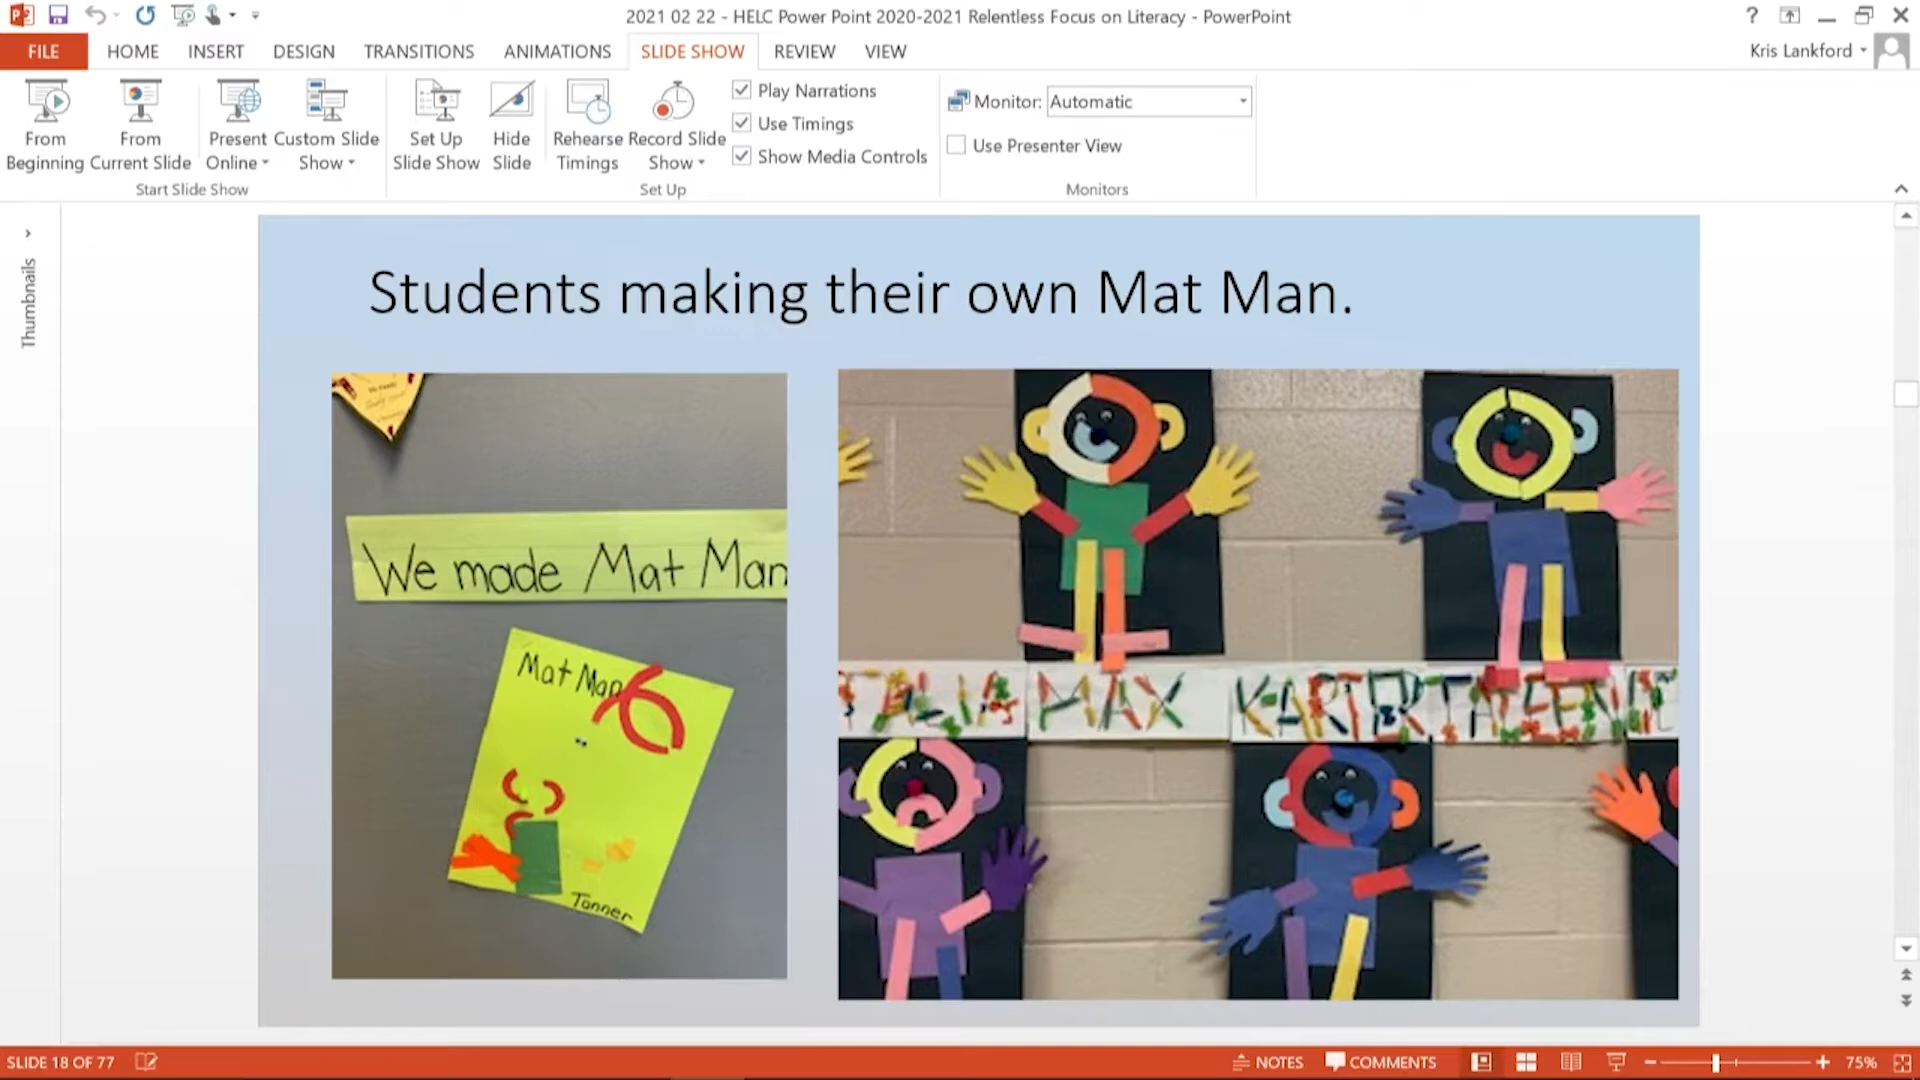 2021 02 22 - HELC Power Point 2020-2021 Relentless Focus on Literacy - PowerPoint
FILE HOME INSERT DESIGN TRANSITIONS ANIMATIONS SLIDE SHOW REVIEW VIEW
Kris Lankford
From Beginning
From Current Slide
Present Online
Custom Slide Show
Start Slide Show
Set Up Slide Show
Hide Slide
Rehearse Timings
Record Slide Show
Play Narrations
Use Timings
Show Media Controls
Set Up
Monitor: Automatic
Use Presenter View
Monitors
Thumbnails
Students making their own Mat Man.
We made Mat Man
Mat Man
Tanner
TALIA MAX KARTER
SLIDE 18 OF 77
NOTES COMMENTS 75%